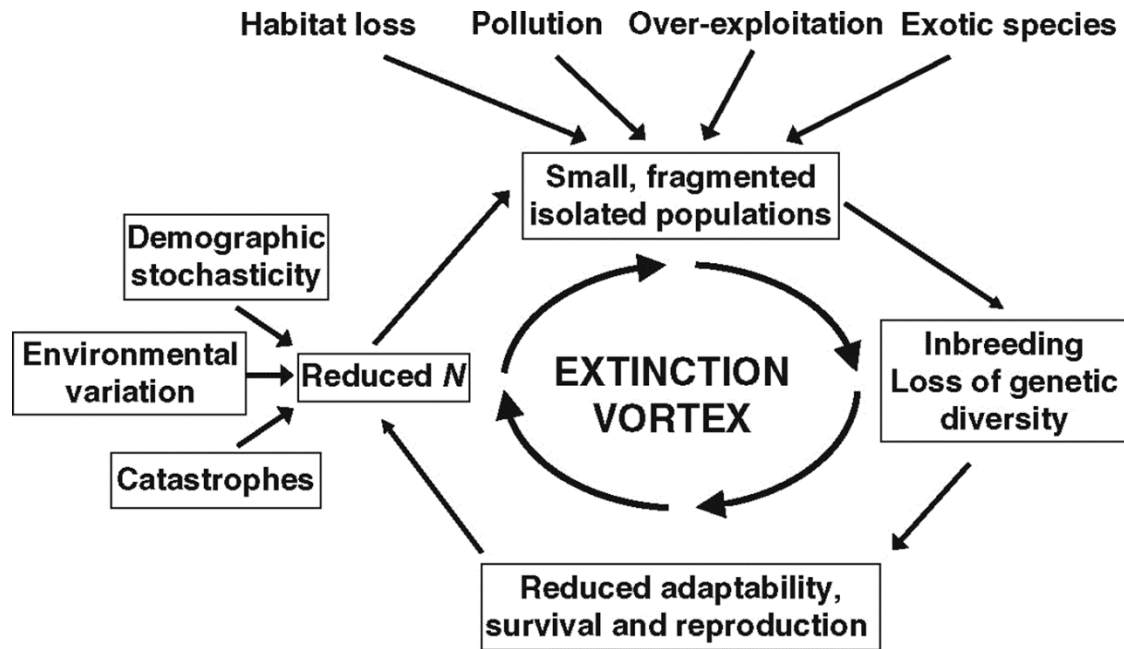 Habitat loss
Pollution
Over-exploitation
Exotic species
Small, fragmented
isolated populations
Demographic
stochasticity
Environmental
variation
Catastrophes
Reduced N
EXTINCTION
VORTEX
Inbreeding
Loss of genetic
diversity
Reduced adaptability,
survival and reproduction